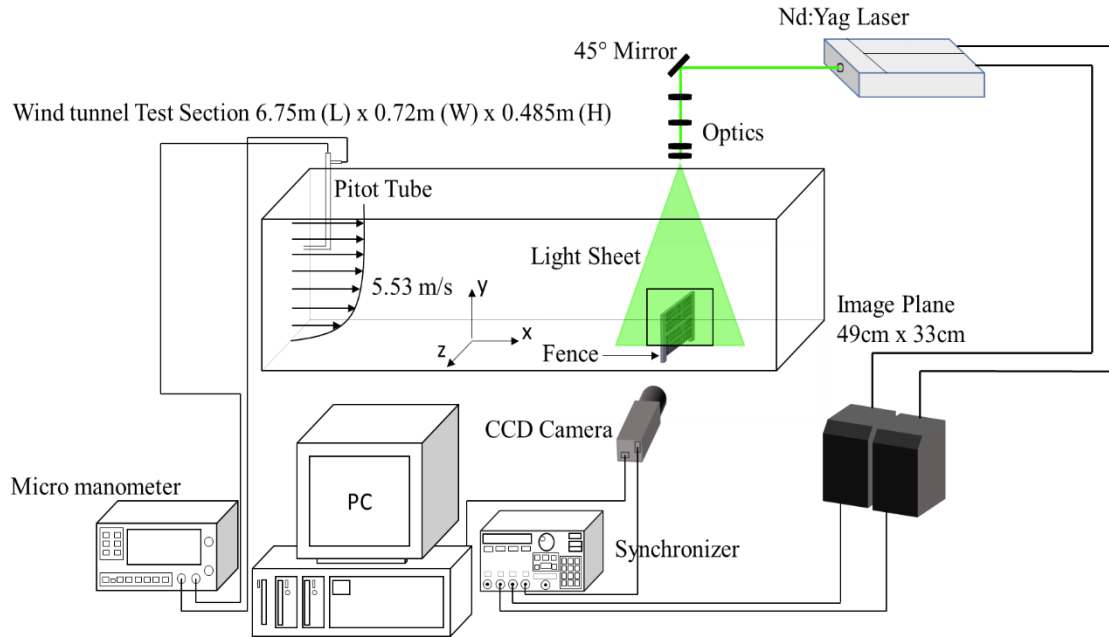 Nd:Yag Laser
45° Mirror
Wind tunnel Test Section 6.75m (L) x 0.72m (W) x 0.485m (H)
Optics
Pitot Tube
Light Sheet
5.53 m/s
y
x
z
Fence
Image Plane
49cm x 33cm
CCD Camera
Micro manometer
PC
Synchronizer